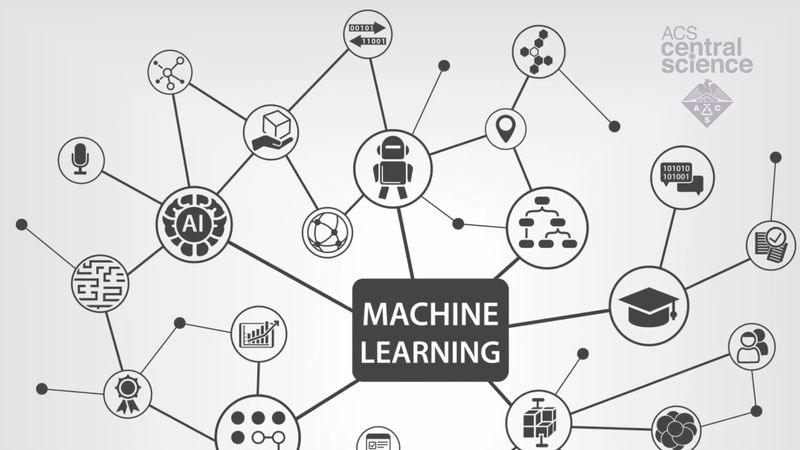 00101
11001
ACS
central
science
A C S
101010
101001
AI
MACHINE
LEARNING